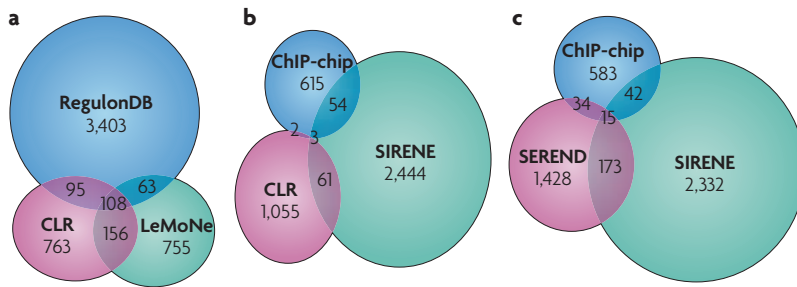 a
RegulonDB
3,403
95
63
108
CLR
763
156
LeMoNe
755
b
ChIP-chip
615
54
2
3
SIRENE
2,444
CLR
1,055
61
c
ChIP-chip
583
34
42
15
SEREND
1,428
173
SIRENE
2,332